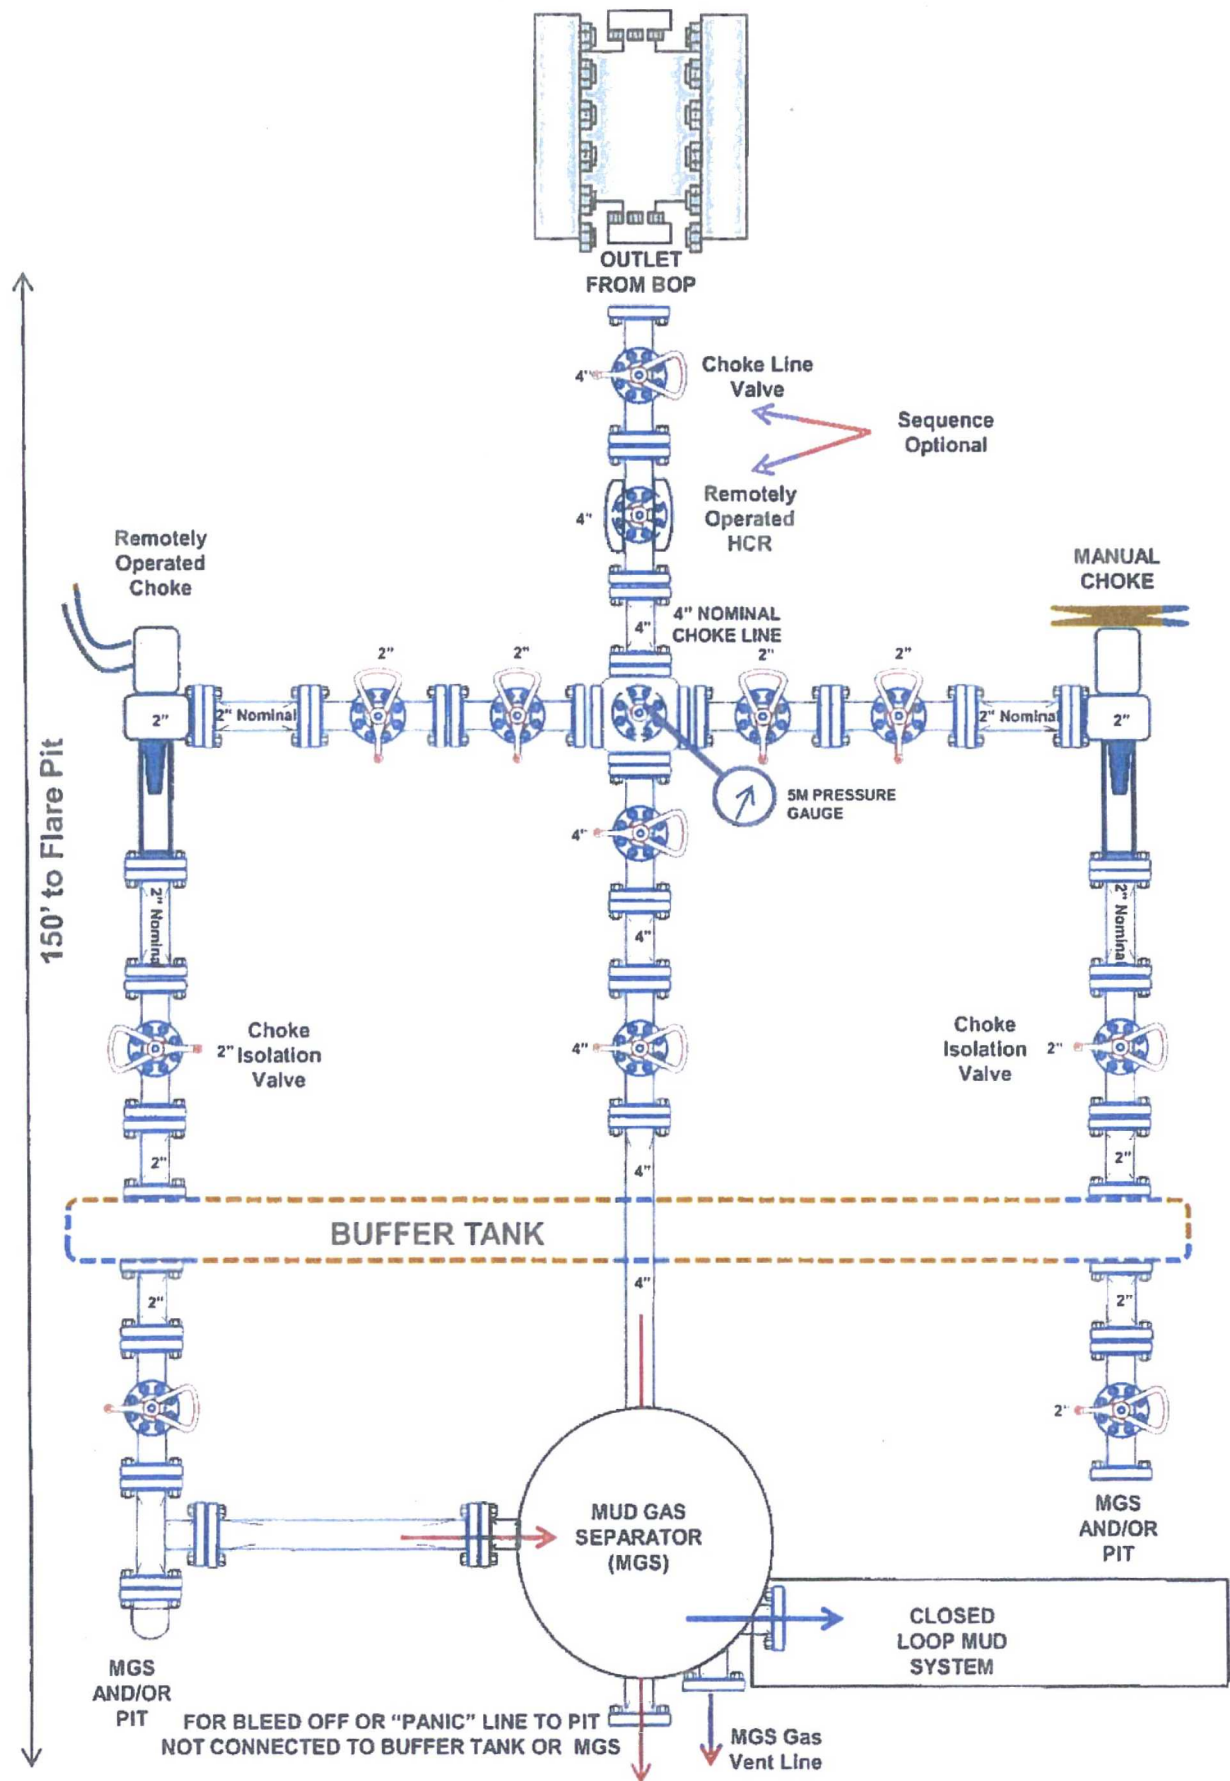 OUTLET
FROM BOP
4"
Choke Line
Valve
Sequence
Optional
4"
Remotely
Operated
HCR
Remotely
Operated
Choke
MANUAL
CHOKE
4"
4" NOMINAL
CHOKE LINE
2"
2"
2"
2"
2"
2" Nominal
2" Nominal
2"
5M PRESSURE
GAUGE
4"
150' to Flare Pit
2" Nominal
4"
2" Nominal
2"
Choke
Isolation
Valve
4"
Choke
Isolation
Valve
2"
2"
4"
2"
BUFFER TANK
2"
4"
2"
2"
MUD GAS
SEPARATOR
(MGS)
MGS
AND/OR
PIT
CLOSED
LOOP MUD
SYSTEM
MGS
AND/OR
PIT
FOR BLEED OFF OR “PANIC” LINE TO PIT
NOT CONNECTED TO BUFFER TANK OR MGS
MGS Gas
Vent Line